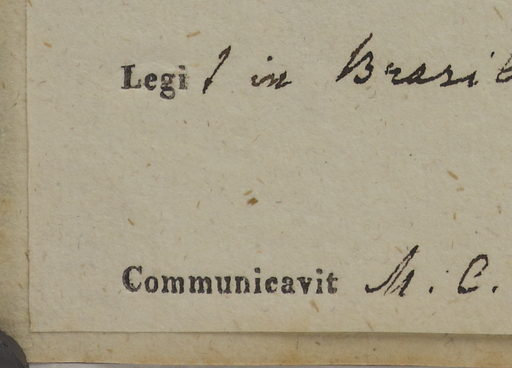 Legi t in Brasil
Communicavit M. C.